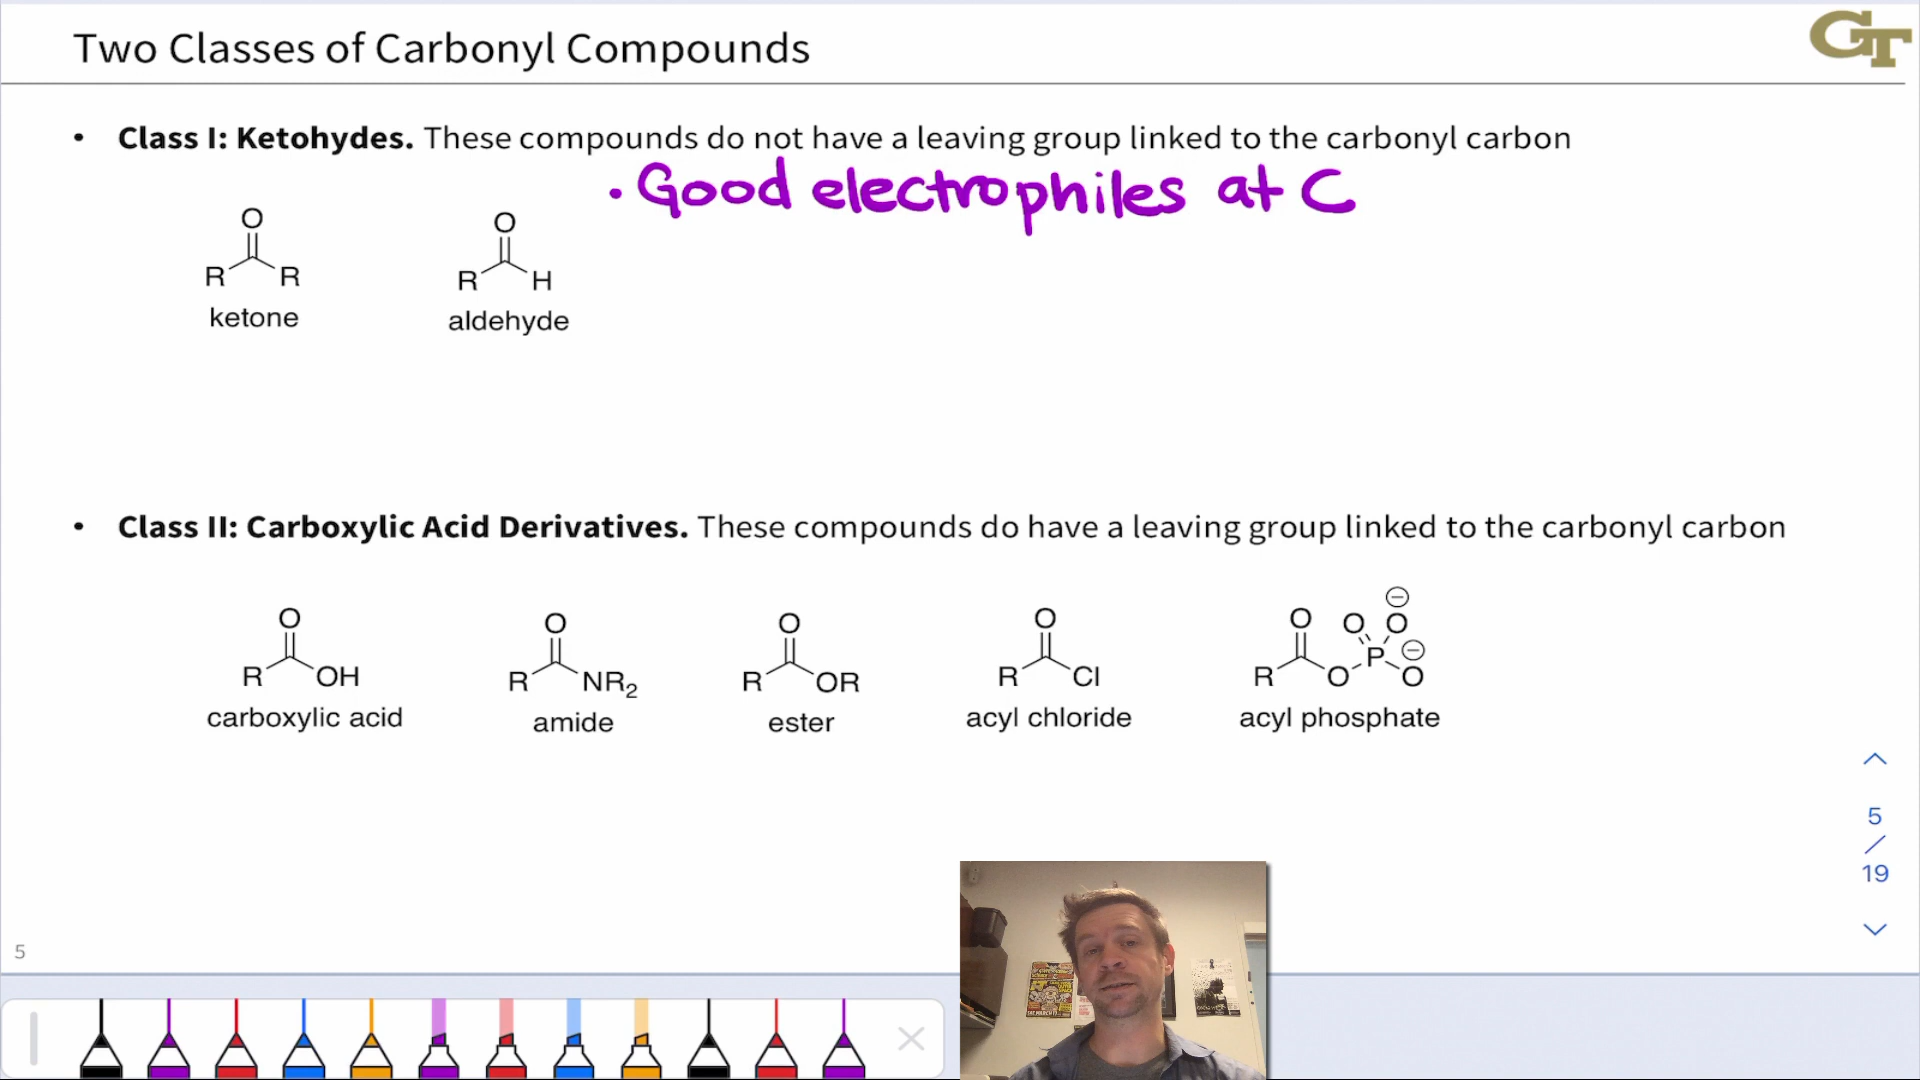 Two Classes of Carbonyl Compounds
GT
• Class I: Ketohydes. These compounds do not have a leaving group linked to the carbonyl carbon
• Good electrophiles at C
O
R R
ketone
O
R H
aldehyde
• Class II: Carboxylic Acid Derivatives. These compounds do have a leaving group linked to the carbonyl carbon
O
R OH
carboxylic acid
O
R NR₂
amide
O
R OR
ester
O
R Cl
acyl chloride
⊖
O O O
P ⊖
R O O
acyl phosphate
5
/
19
5